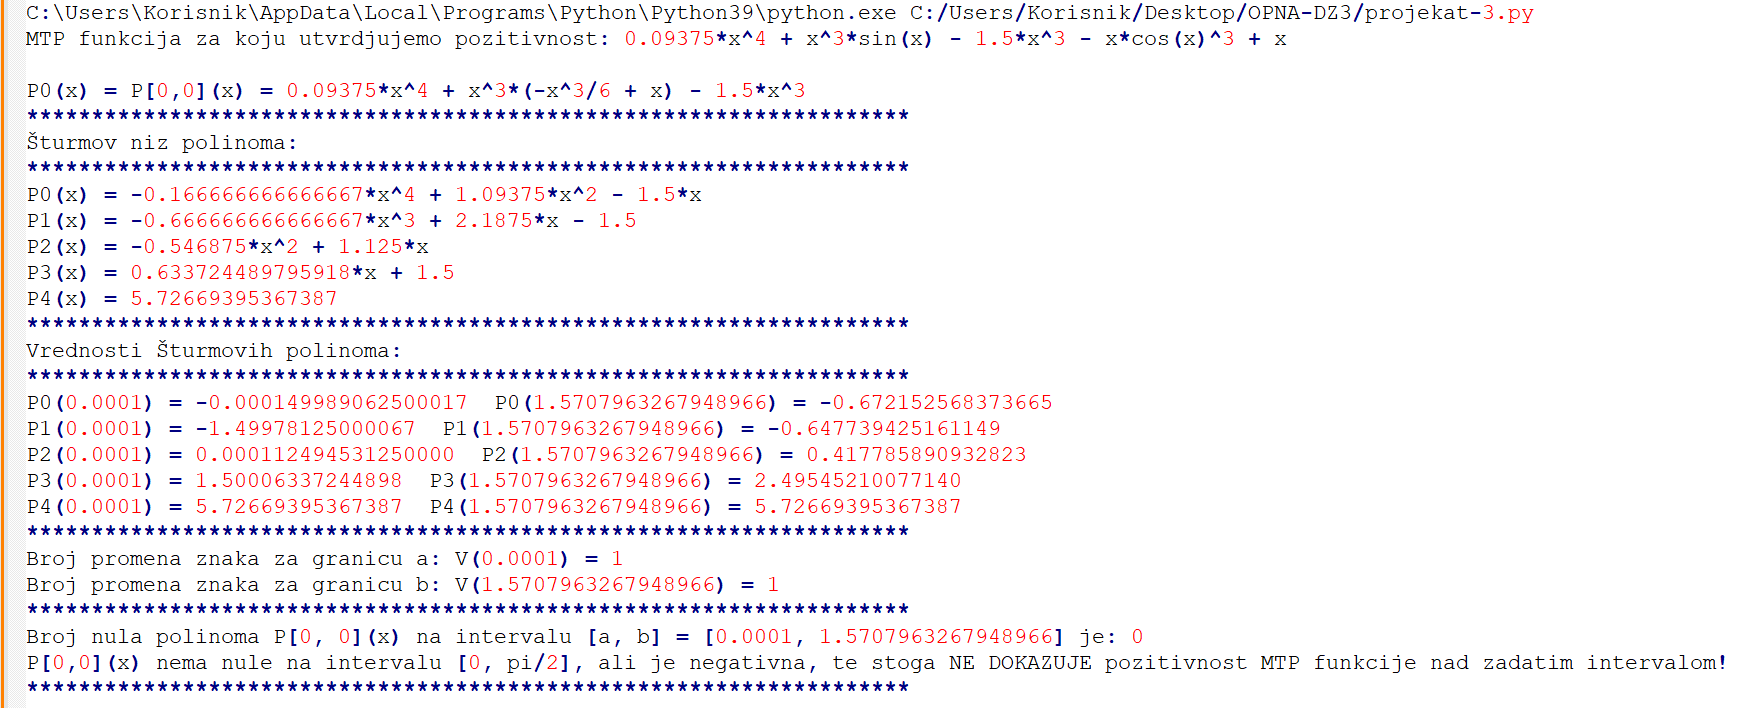 C:\Users\Korisnik\AppData\Local\Programs\Python\Python39\python.exe C:/Users/Korisnik/Desktop/OPNA-DZ3/projekat-3.py
MTP funkcija za koju utvrdjujemo pozitivnost: 0.09375*x^4 + x^3*sin(x) - 1.5*x^3 - x*cos(x)^3 + x
P0(x) = P[0,0](x) = 0.09375*x^4 + x^3*(-x^3/6 + x) - 1.5*x^3
********************************************************************
Šturmov niz polinoma:
********************************************************************
P0(x) = -0.166666666666667*x^4 + 1.09375*x^2 - 1.5*x
P1(x) = -0.666666666666667*x^3 + 2.1875*x - 1.5
P2(x) = -0.546875*x^2 + 1.125*x
P3(x) = 0.633724489795918*x + 1.5
P4(x) = 5.72669395367387
********************************************************************
Vrednosti Šturmovih polinoma:
********************************************************************
P0(0.0001) = -0.000149989062500017  P0(1.5707963267948966) = -0.672152568373665
P1(0.0001) = -1.49978125000067  P1(1.5707963267948966) = -0.647739425161149
P2(0.0001) = 0.000112494531250000  P2(1.5707963267948966) = 0.417785890932823
P3(0.0001) = 1.50006337244898  P3(1.5707963267948966) = 2.49545210077140
P4(0.0001) = 5.72669395367387  P4(1.5707963267948966) = 5.72669395367387
********************************************************************
Broj promena znaka za granicu a: V(0.0001) = 1
Broj promena znaka za granicu b: V(1.5707963267948966) = 1
********************************************************************
Broj nula polinoma P[0, 0](x) na intervalu [a, b] = [0.0001, 1.5707963267948966] je: 0
P[0,0](x) nema nule na intervalu [0, pi/2], ali je negativna, te stoga NE DOKAZUJE pozitivnost MTP funkcije nad zadatim intervalom!
********************************************************************